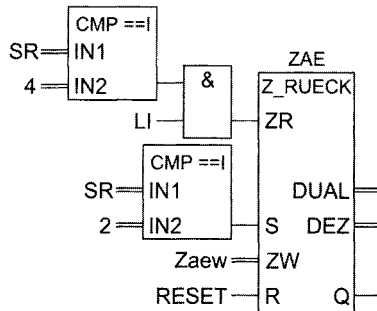 CMP ==I
SR IN1
4 IN2
&
LI
ZAE
Z_RUECK
ZR
CMP ==I
SR IN1
2 IN2
DUAL
S
DEZ
Zaew ZW
RESET R
Q